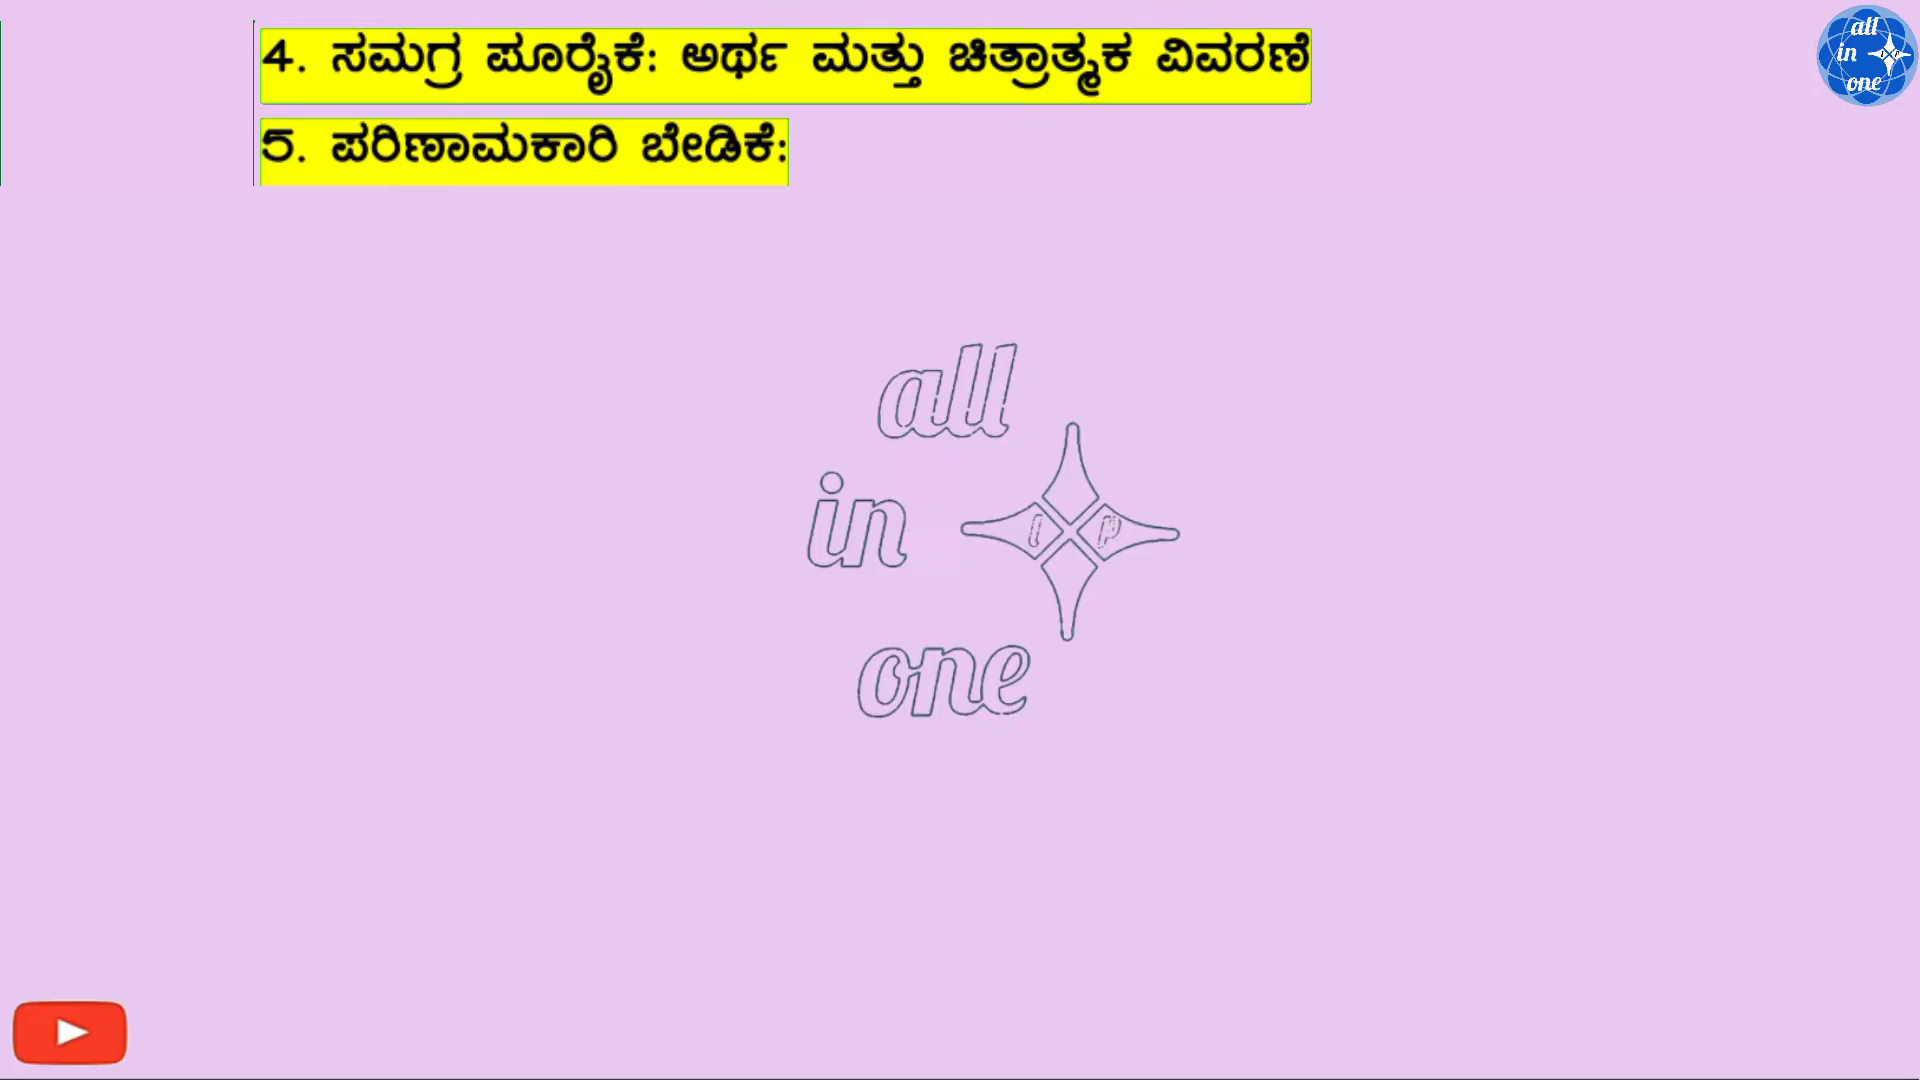 4. ಸಮಗ್ರ ಪೂರೈಕೆ: ಅರ್ಥ ಮತ್ತು ಚಿತ್ರಾತ್ಮಕ ವಿವರಣೆ
5. ಪರಿಣಾಮಕಾರಿ ಬೇಡಿಕೆ:
all
in
one
all
in
I P
one